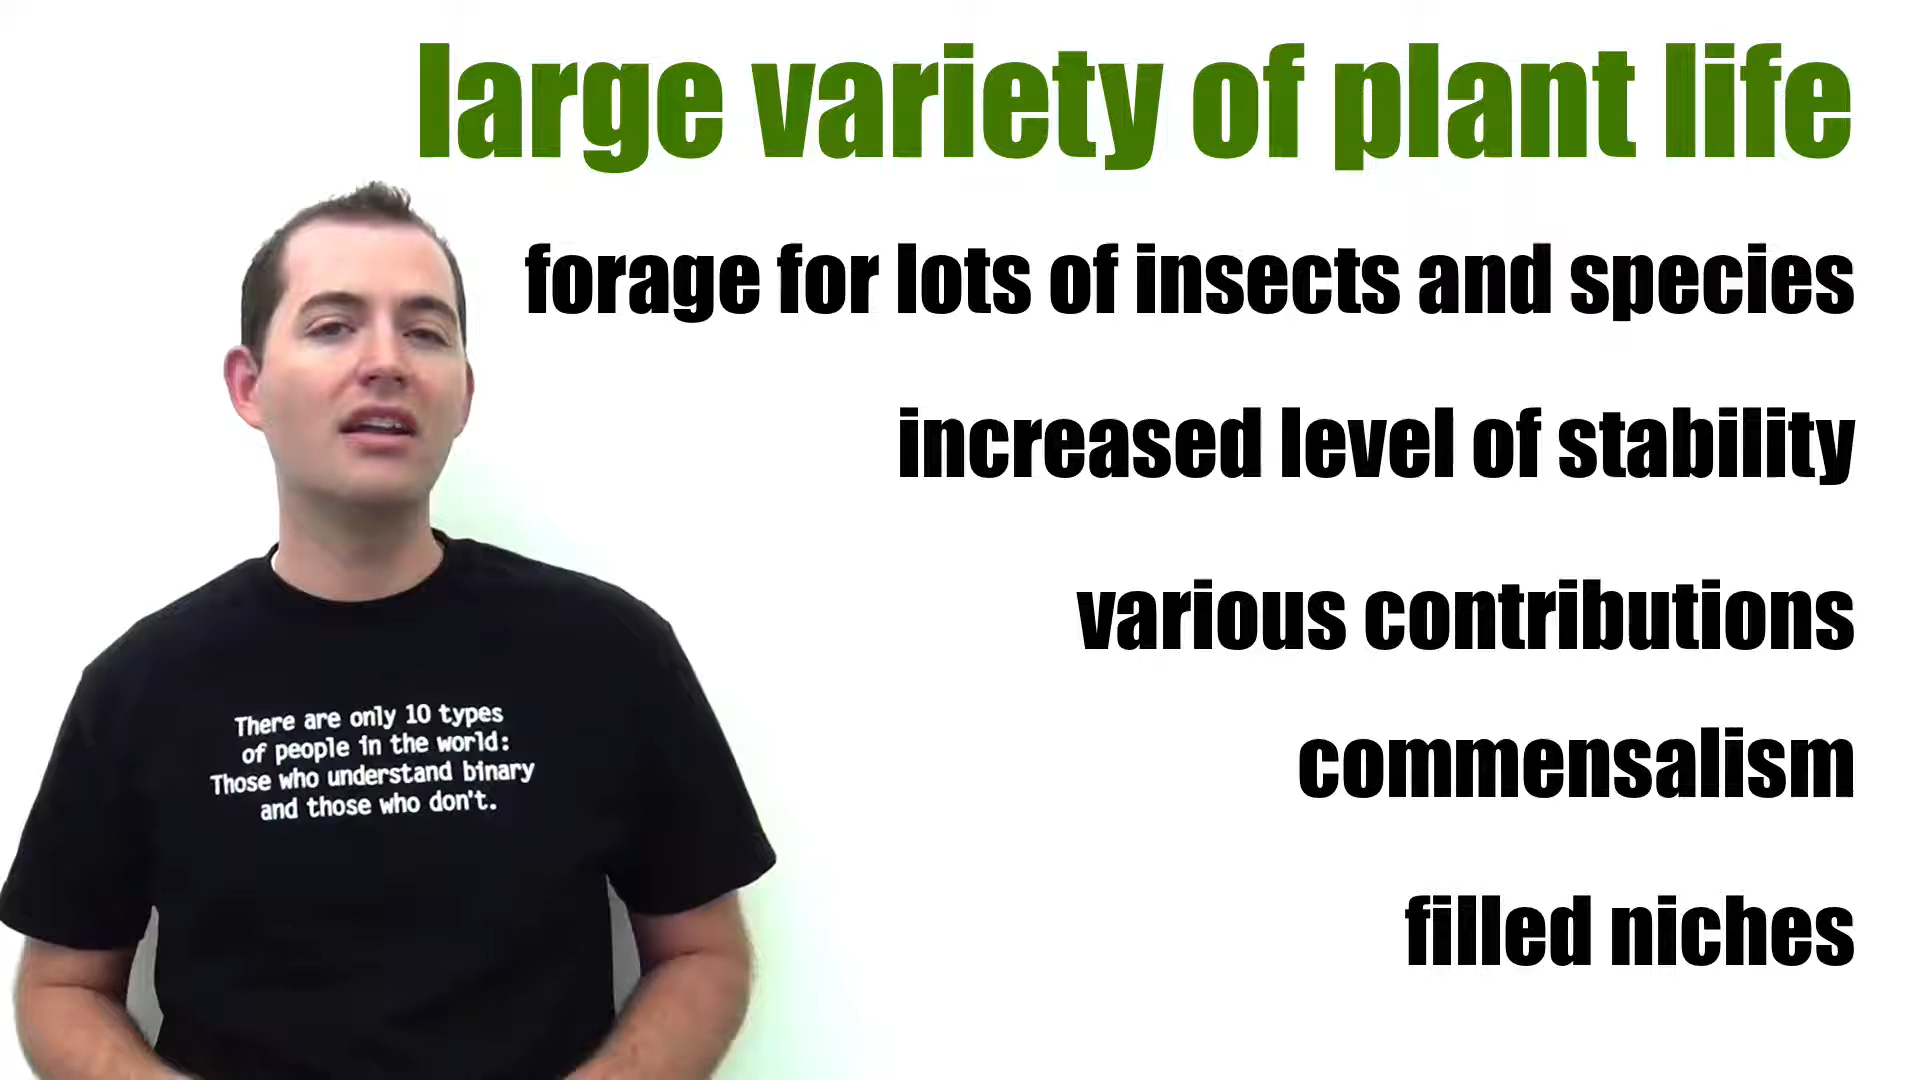 large variety of plant life
forage for lots of insects and species
increased level of stability
various contributions
commensalism
filled niches
There are only 10 types
of people in the world:
Those who understand binary
and those who don't.